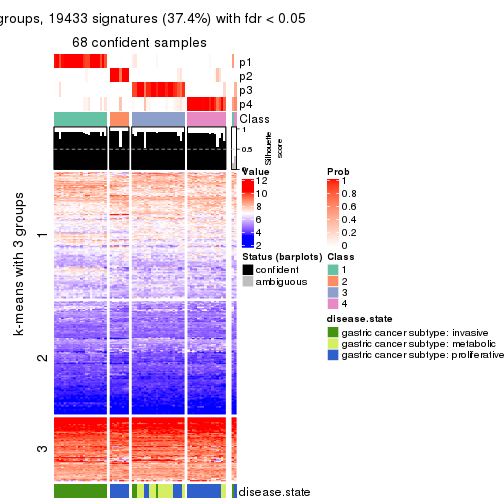 groups, 19433 signatures (37.4%) with fdr < 0.05
68 confident samples
p1
p2
p3
p4
Class
1
0.5
0
Silhouette
score
k-means with 3 groups
1
2
3
disease.state
Value
12
10
8
6
4
2
Prob
1
0.8
0.6
0.4
0.2
0
Status (barplots)
confident
ambiguous
Class
1
2
3
4
disease.state
gastric cancer subtype: invasive
gastric cancer subtype: metabolic
gastric cancer subtype: proliferative